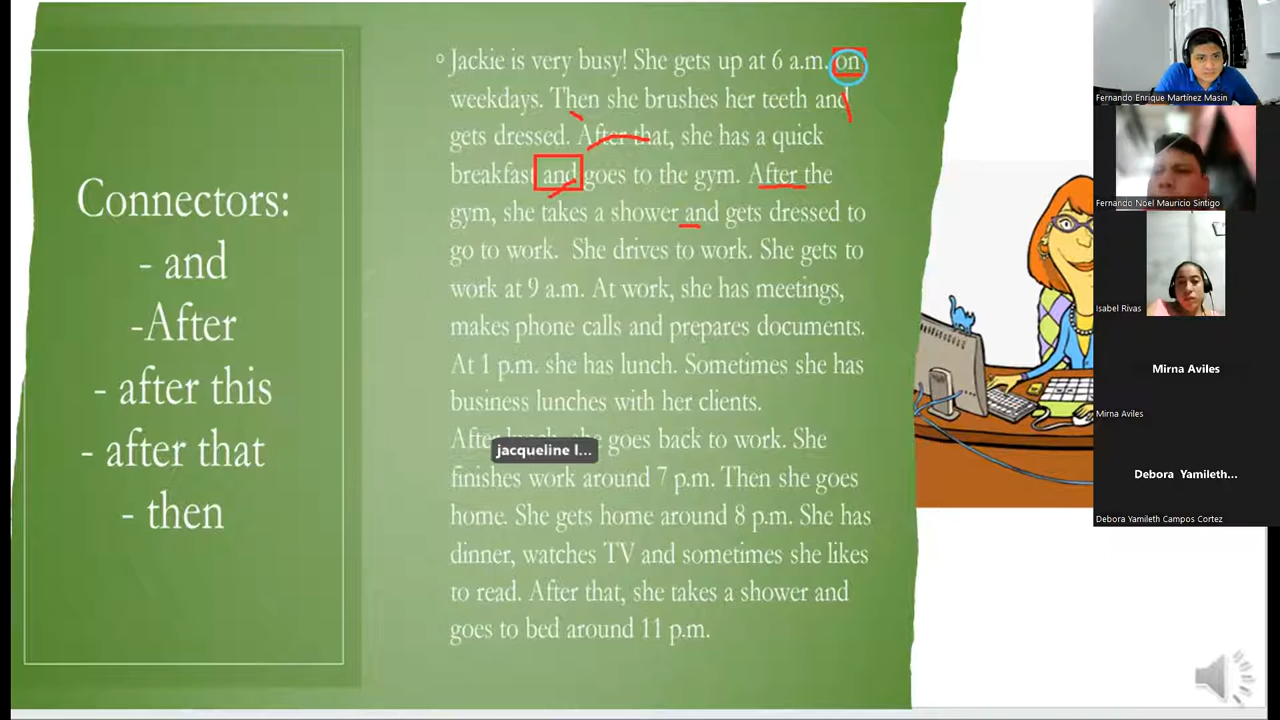 Connectors:
- and
-After
- after this
- after that
- then
Jackie is very busy! She gets up at 6 a.m. on
weekdays. Then she brushes her teeth and
gets dressed. After that, she has a quick
breakfast and goes to the gym. After the
gym, she takes a shower and gets dressed to
go to work. She drives to work. She gets to
work at 9 a.m. At work, she has meetings,
makes phone calls and prepares documents.
At 1 p.m. she has lunch. Sometimes she has
business lunches with her clients.
After lunch, she goes back to work. She
jacqueline l...
finishes work around 7 p.m. Then she goes
home. She gets home around 8 p.m. She has
dinner, watches TV and sometimes she likes
to read. After that, she takes a shower and
goes to bed around 11 p.m.
Fernando Enrique Martínez Masin
Fernando Noel Mauricio Sintigo
Isabel Rivas
Mirna Aviles
Mirna Aviles
Debora Yamileth...
Debora Yamileth Campos Cortez